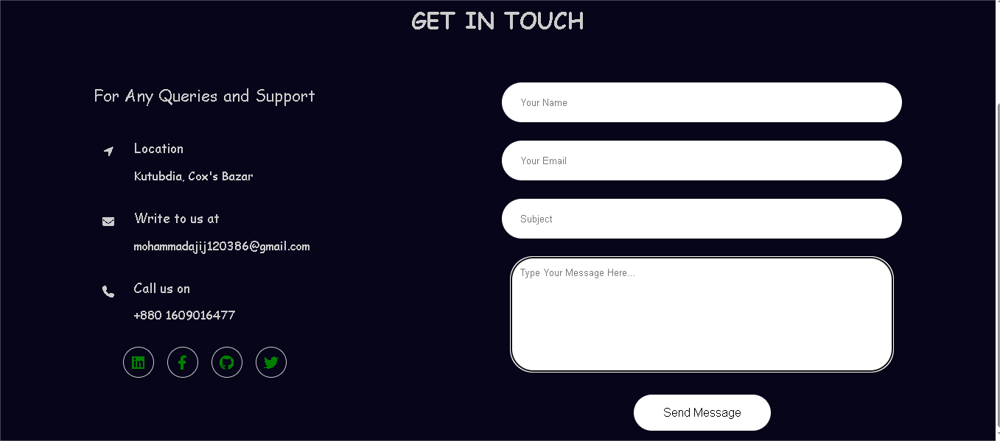 GET IN TOUCH
For Any Queries and Support
Location
Kutubdia, Cox's Bazar
Write to us at
mohammadajij120386@gmail.com
Call us on
+880 1609016477
Your Name
Your Email
Subject
Type Your Message Here...
Send Message